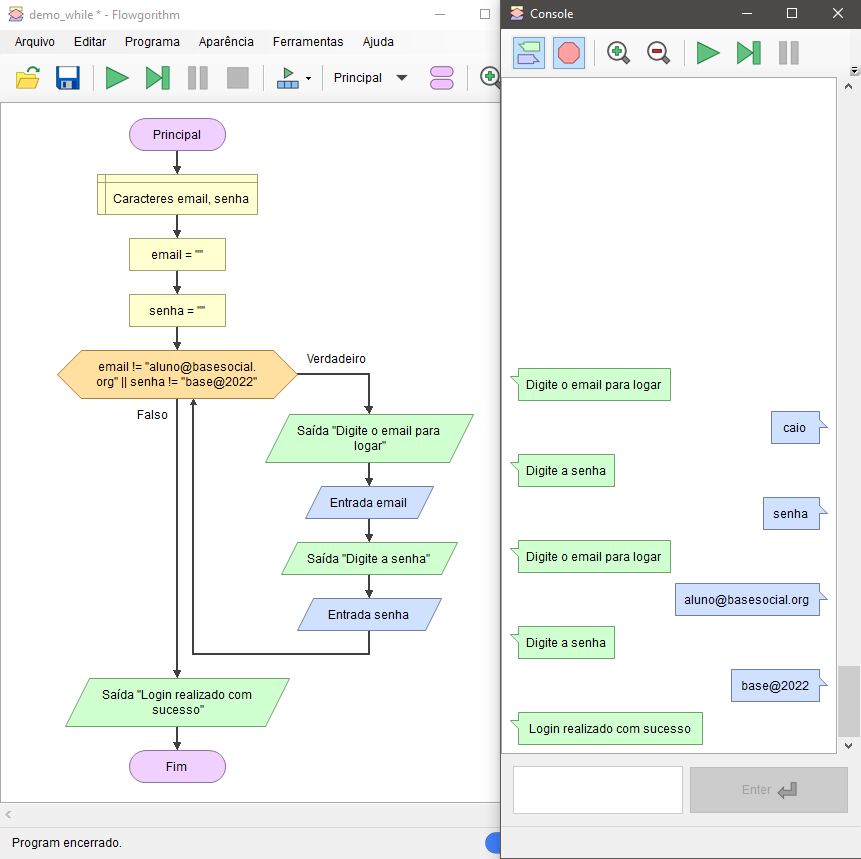 demo_while * - Flowgorithm
Arquivo Editar Programa Aparência Ferramentas Ajuda
Principal
Principal
Caracteres email, senha
email = ""
senha = ""
email != "aluno@basesocial.
org" || senha != "base@2022"
Verdadeiro
Falso
Saída "Digite o email para
logar"
Entrada email
Saída "Digite a senha"
Entrada senha
Saída "Login realizado com
sucesso"
Fim
Program encerrado.
Console
Digite o email para logar
caio
Digite a senha
senha
Digite o email para logar
aluno@basesocial.org
Digite a senha
base@2022
Login realizado com sucesso
Enter